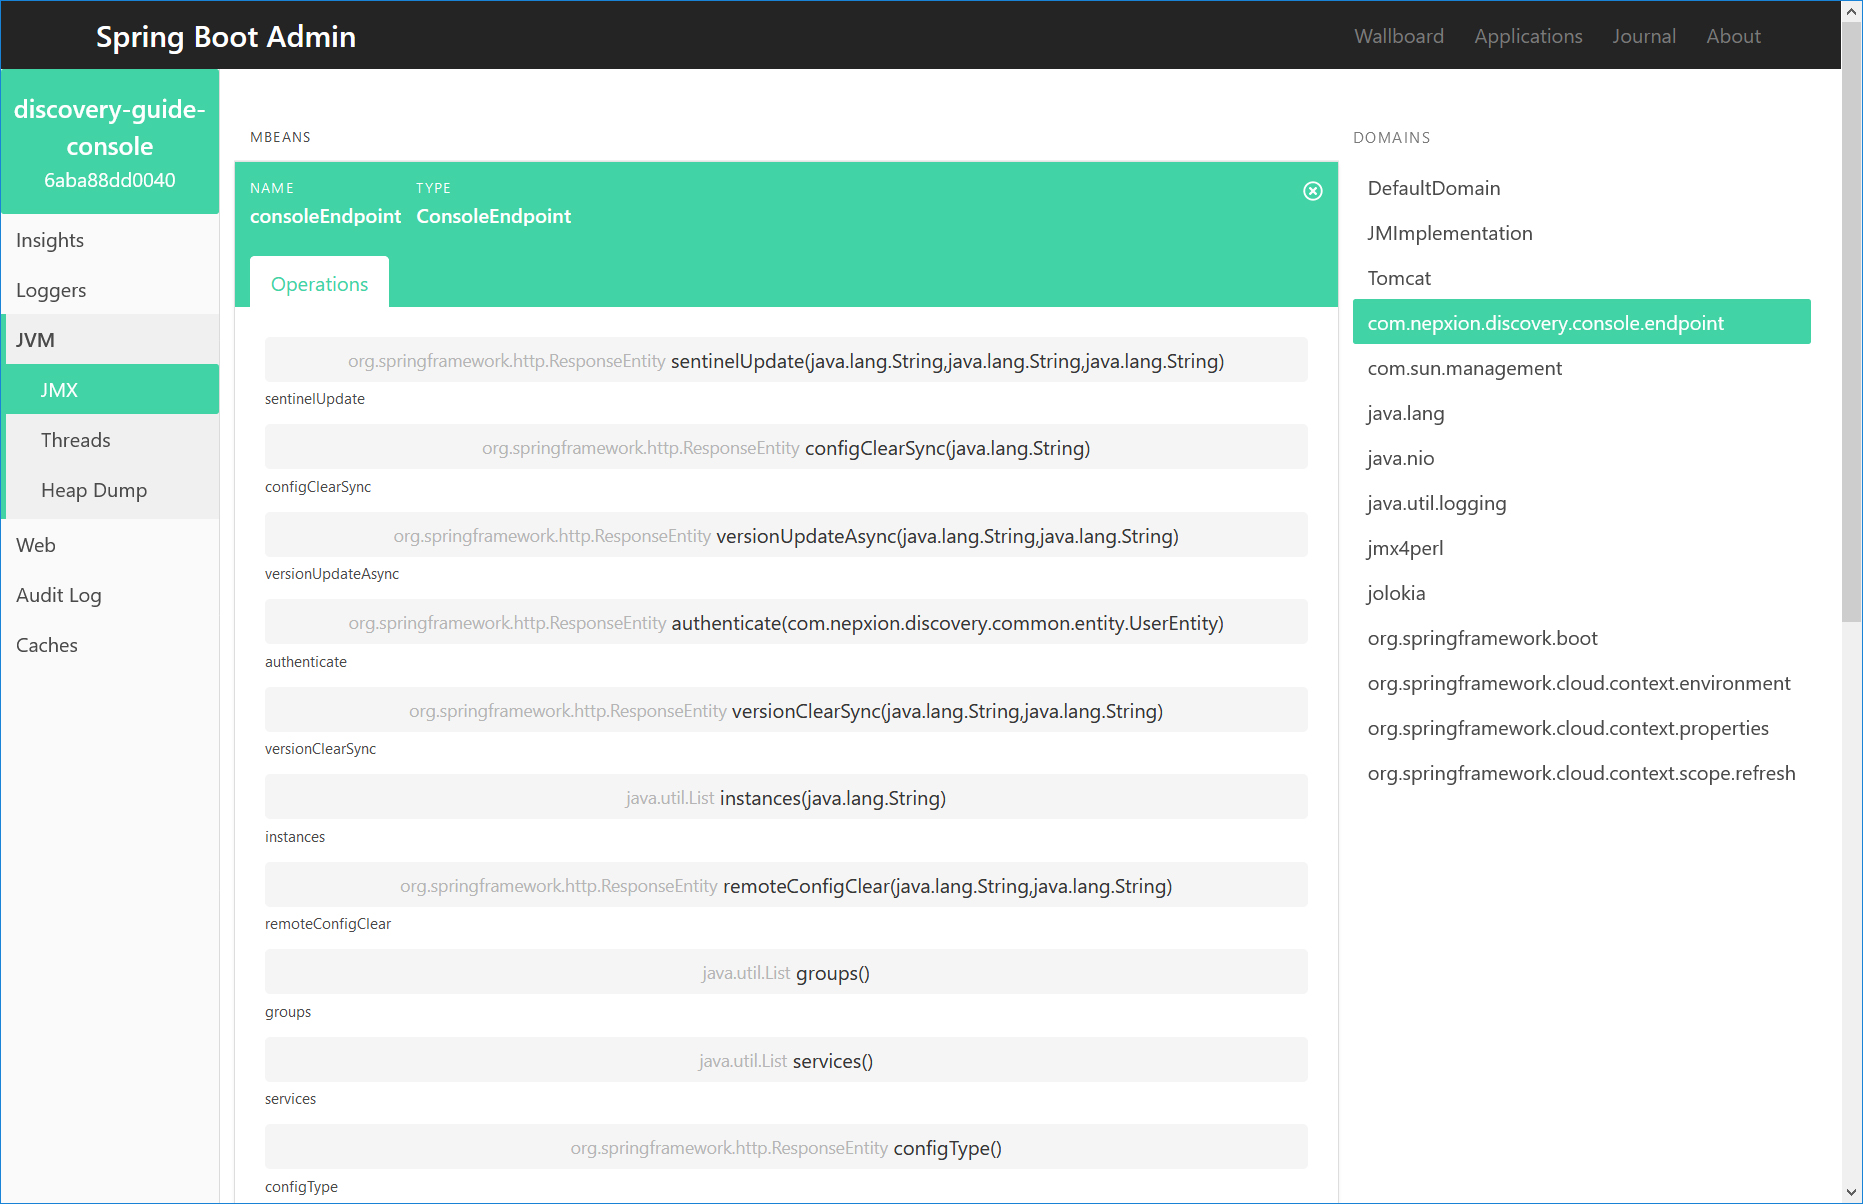 Spring Boot Admin
Wallboard Applications Journal About
discovery-guide-
console
6aba88dd0040
Insights
Loggers
JVM
JMX
Threads
Heap Dump
Web
Audit Log
Caches
MBEANS
NAME TYPE
consoleEndpoint ConsoleEndpoint
Operations
org.springframework.http.ResponseEntity sentinelUpdate(java.lang.String,java.lang.String,java.lang.String)
sentinelUpdate
org.springframework.http.ResponseEntity configClearSync(java.lang.String)
configClearSync
org.springframework.http.ResponseEntity versionUpdateAsync(java.lang.String,java.lang.String)
versionUpdateAsync
org.springframework.http.ResponseEntity authenticate(com.nepxion.discovery.common.entity.UserEntity)
authenticate
org.springframework.http.ResponseEntity versionClearSync(java.lang.String,java.lang.String)
versionClearSync
java.util.List instances(java.lang.String)
instances
org.springframework.http.ResponseEntity remoteConfigClear(java.lang.String,java.lang.String)
remoteConfigClear
java.util.List groups()
groups
java.util.List services()
services
org.springframework.http.ResponseEntity configType()
configType
DOMAINS
DefaultDomain
JMImplementation
Tomcat
com.nepxion.discovery.console.endpoint
com.sun.management
java.lang
java.nio
java.util.logging
jmx4perl
jolokia
org.springframework.boot
org.springframework.cloud.context.environment
org.springframework.cloud.context.properties
org.springframework.cloud.context.scope.refresh